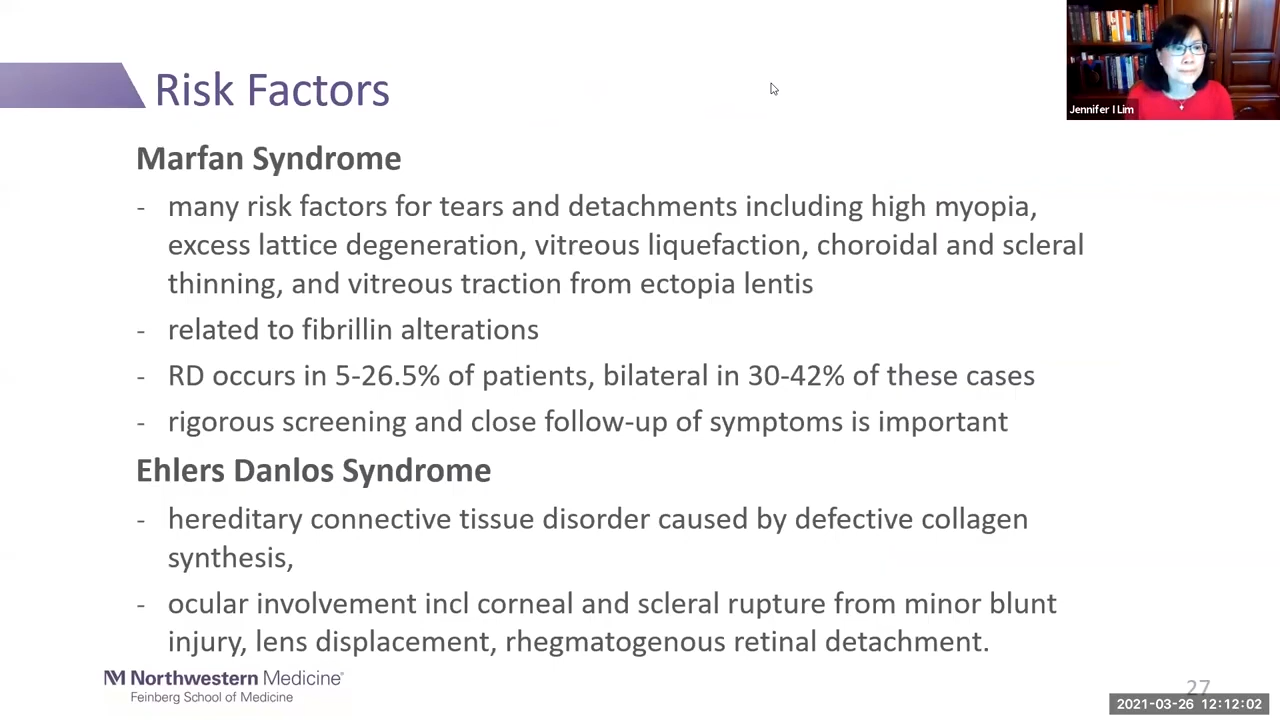 Risk Factors
Jennifer I Lim
Marfan Syndrome
- many risk factors for tears and detachments including high myopia,
excess lattice degeneration, vitreous liquefaction, choroidal and scleral
thinning, and vitreous traction from ectopia lentis
- related to fibrillin alterations
- RD occurs in 5-26.5% of patients, bilateral in 30-42% of these cases
- rigorous screening and close follow-up of symptoms is important
Ehlers Danlos Syndrome
- hereditary connective tissue disorder caused by defective collagen
synthesis,
- ocular involvement incl corneal and scleral rupture from minor blunt
injury, lens displacement, rhegmatogenous retinal detachment.
Northwestern Medicine®
Feinberg School of Medicine
27
2021-03-26 12:12:02